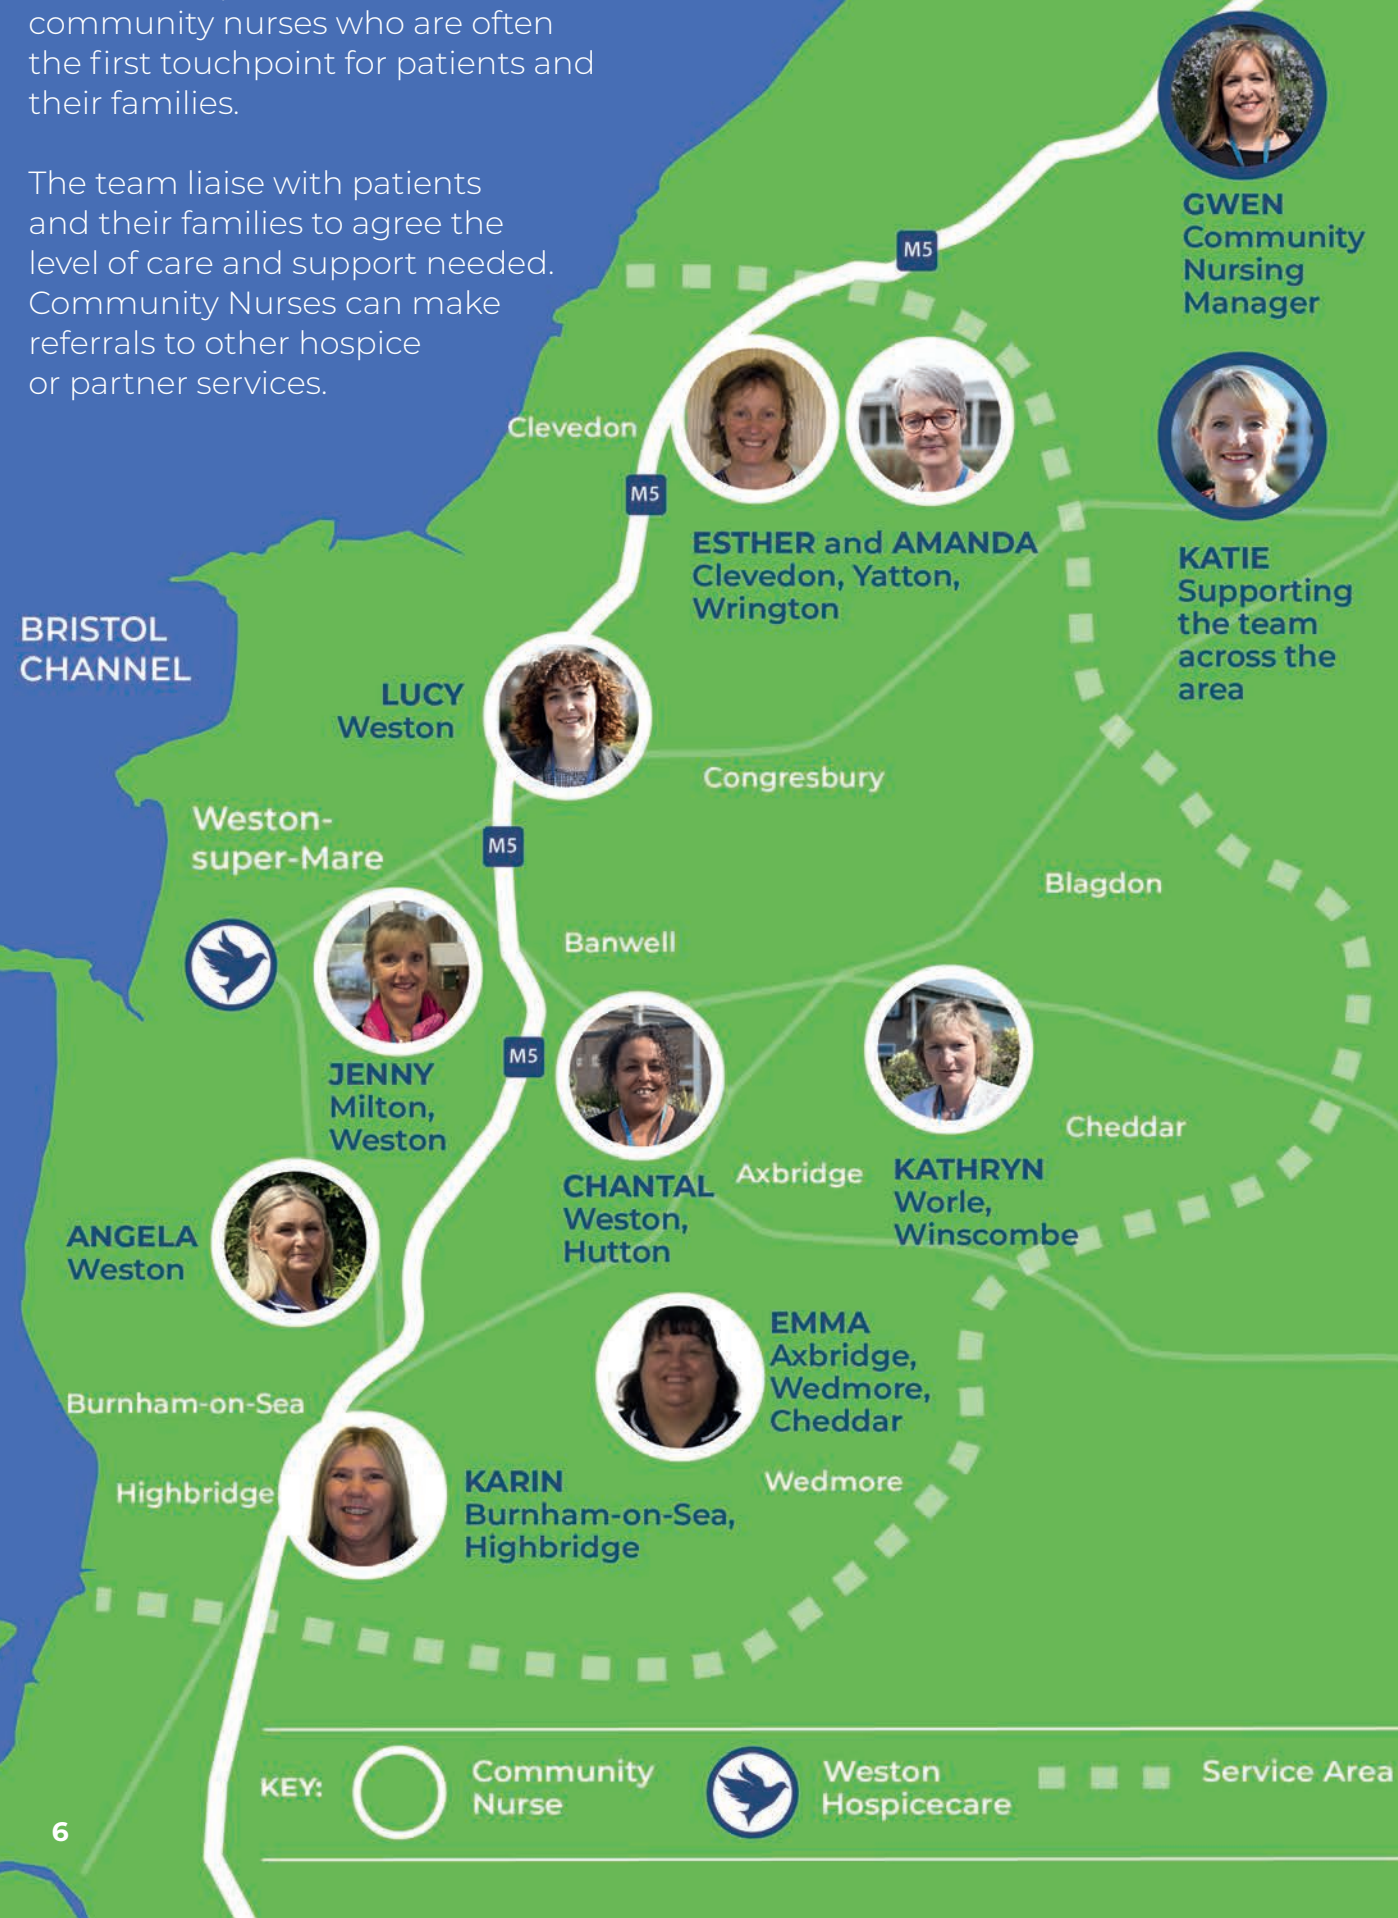 community nurses who are often
the first touchpoint for patients and
their families.
The team liaise with patients
and their families to agree the
level of care and support needed.
Community Nurses can make
referrals to other hospice
or partner services.
GWEN
Community
Nursing
Manager
M5
Clevedon
M5
ESTHER and AMANDA
Clevedon, Yatton,
Wrington
KATIE
Supporting
the team
across the
area
BRISTOL
CHANNEL
LUCY
Weston
Congresbury
Weston-
super-Mare
M5
Blagdon
Banwell
M5
JENNY
Milton,
Weston
Cheddar
CHANTAL
Weston,
Hutton
Axbridge
KATHRYN
Worle,
Winscombe
ANGELA
Weston
EMMA
Axbridge,
Wedmore,
Cheddar
Burnham-on-Sea
Highbridge
KARIN
Burnham-on-Sea,
Highbridge
Wedmore
KEY:
Community
Nurse
Weston
Hospicecare
Service Area
6